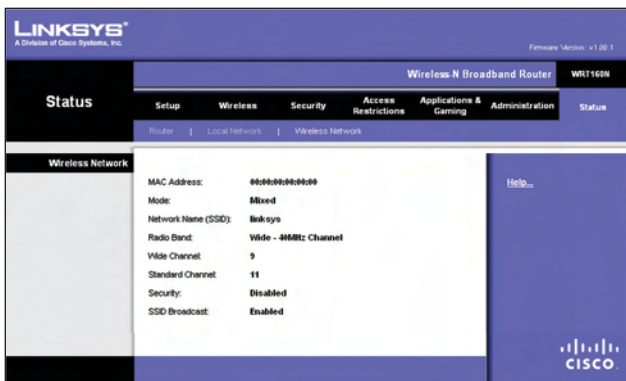 LINKSYS®
A Division of Cisco Systems, Inc.
Firmware Version: v1.00.1
Wireless-N Broadband Router WRT160N
Status
Setup Wireless Security Access Restrictions Applications & Gaming Administration Status
Router | Local Network | Wireless Network
Wireless Network
MAC Address: 00:00:00:00:00:00
Mode: Mixed
Network Name (SSID): linksys
Radio Band: Wide - 40MHz Channel
Wide Channel: 9
Standard Channel: 11
Security: Disabled
SSID Broadcast: Enabled
Help...
CISCO.